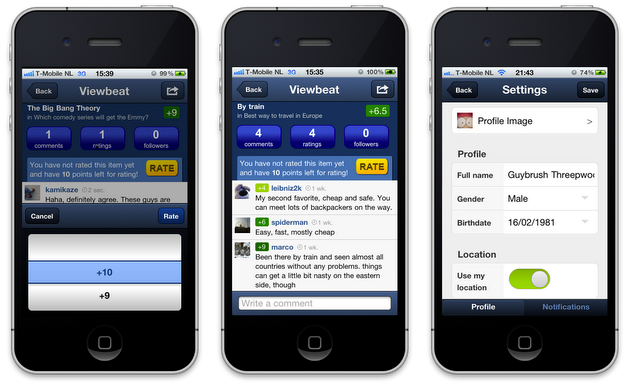 T-Mobile NL 3G 15:39 99%
Back Viewbeat
The Big Bang Theory
in Which comedy series will get the Emmy?
+9
1 1 0
comments ratings followers
You have not rated this item yet
and have 10 points left for rating!
RATE
kamikaze 2 sec.
Haha, definitely agree. These guys are
Cancel Rate
+10
+9
T-Mobile NL 3G 15:35 100%
Back Viewbeat
By train
in Best way to travel in Europe
+6.5
4 4 0
comments ratings followers
You have not rated this item yet
and have 10 points left for rating!
RATE
+4 leibniz2k 1 wk.
My second favorite, cheap and safe. You
can meet lots of backpackers on the way.
+6 spiderman 1 wk.
Easy, fast, mostly cheap
+9 marco 1 wk.
Been there by train and seen almost all
countries without any problems. things
can get a little bit nasty on the eastern
side, though
Write a comment
T-Mobile NL 21:43 74%
Back Settings Save
Profile Image >
Profile
Full name Guybrush Threepwoo
Gender Male
Birthdate 16/02/1981
Location
Use my
location
Profile Notifications